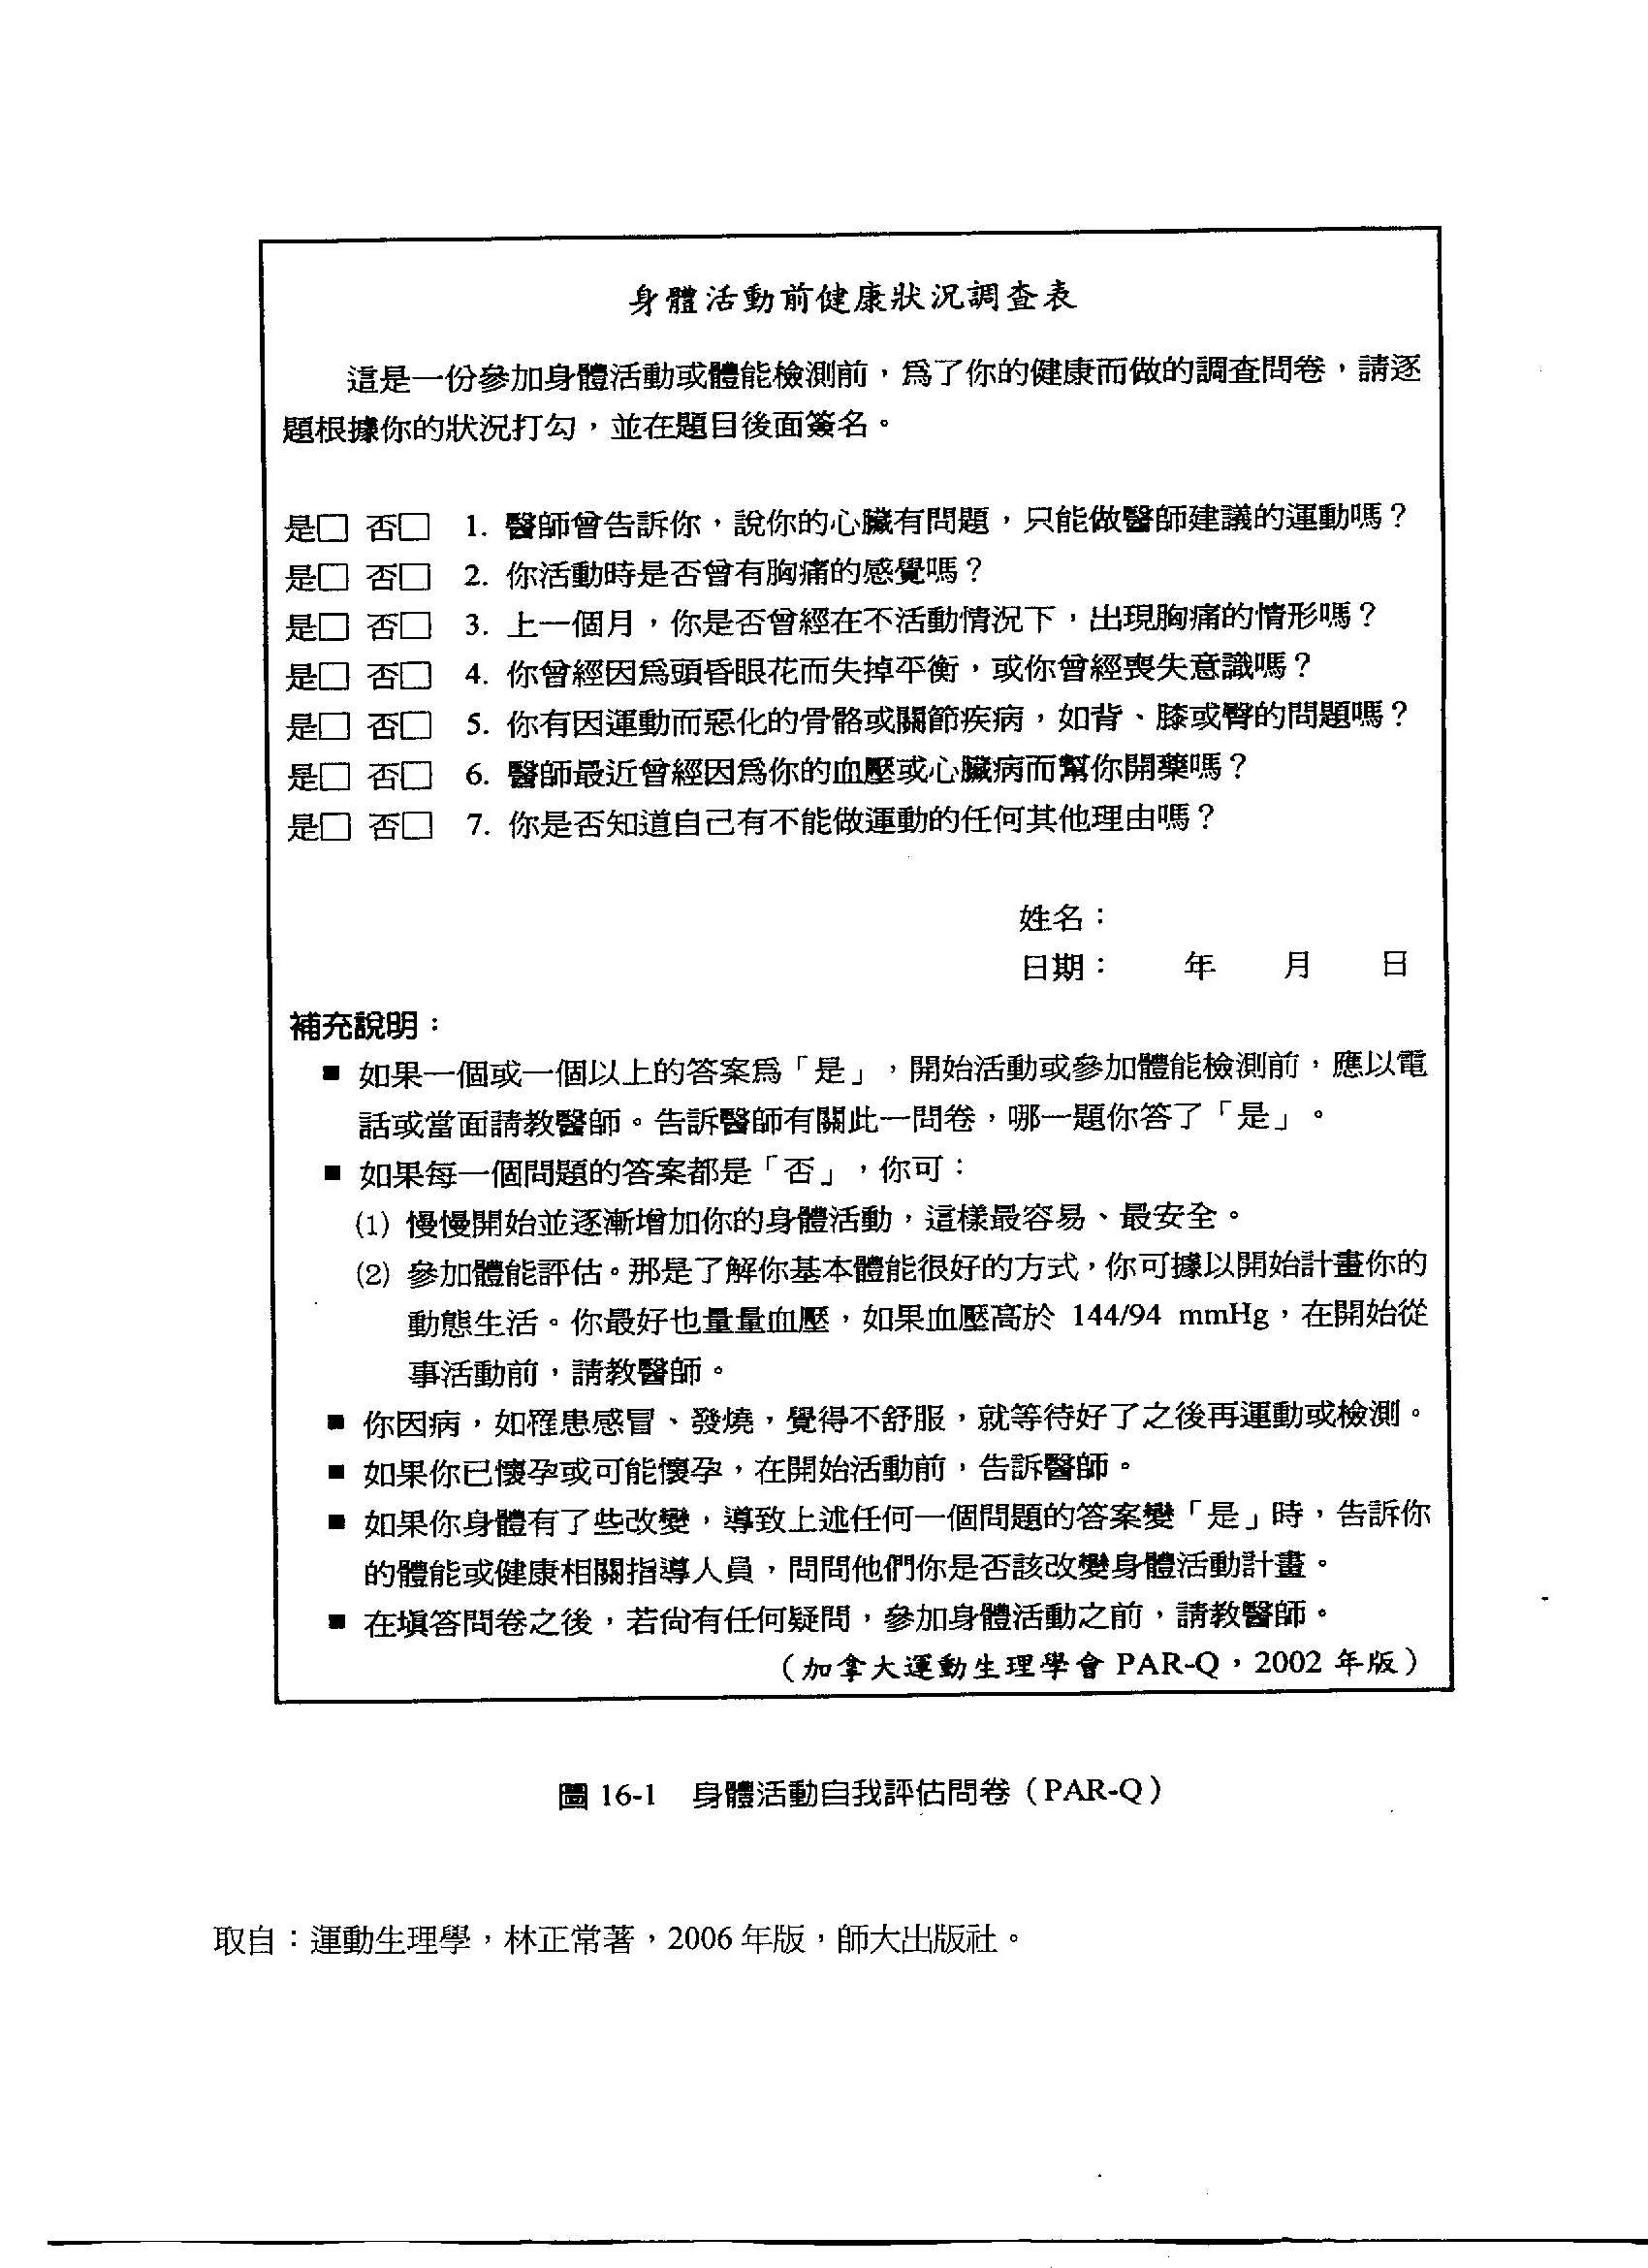 身體活動前健康狀況調查表
這是一份參加身體活動或體能檢測前，爲了你的健康而做的調查問卷，請逐
題根據你的狀況打勾，並在題目後面簽名。
是□ 否□ 1. 醫師曾告訴你，說你的心臟有問題，只能做醫師建議的運動嗎？
是□ 否□ 2. 你活動時是否曾有胸痛的感覺嗎？
是□ 否□ 3. 上一個月，你是否曾經在不活動情況下，出現胸痛的情形嗎？
是□ 否□ 4. 你曾經因爲頭昏眼花而失掉平衡，或你曾經喪失意識嗎？
是□ 否□ 5. 你有因運動而惡化的骨骼或關節疾病，如背、膝或臀的問題嗎？
是□ 否□ 6. 醫師最近曾經因爲你的血壓或心臟病而幫你開藥嗎？
是□ 否□ 7. 你是否知道自己有不能做運動的任何其他理由嗎？
姓名：
日期： 年 月 日
補充說明：
■ 如果一個或一個以上的答案爲「是」，開始活動或參加體能檢測前，應以電
話或當面請教醫師。告訴醫師有關此一問卷，哪一題你答了「是」。
■ 如果每一個問題的答案都是「否」，你可：
(1) 慢慢開始並逐漸增加你的身體活動，這樣最容易、最安全。
(2) 參加體能評估。那是了解你基本體能很好的方式，你可據以開始計畫你的
動態生活。你最好也量量血壓，如果血壓高於 144/94 mmHg，在開始從
事活動前，請教醫師。
■ 你因病，如罹患感冒、發燒，覺得不舒服，就等待好了之後再運動或檢測。
■ 如果你已懷孕或可能懷孕，在開始活動前，告訴醫師。
■ 如果你身體有了些改變，導致上述任何一個問題的答案變「是」時，告訴你
的體能或健康相關指導人員，問問他們你是否該改變身體活動計畫。
■ 在塡答問卷之後，若尙有任何疑問，參加身體活動之前，請教醫師。
（加拿大運動生理學會 PAR-Q，2002 年版）
圖 16-1 身體活動自我評估問卷（PAR-Q）
取自：運動生理學，林正常著，2006 年版，師大出版社。